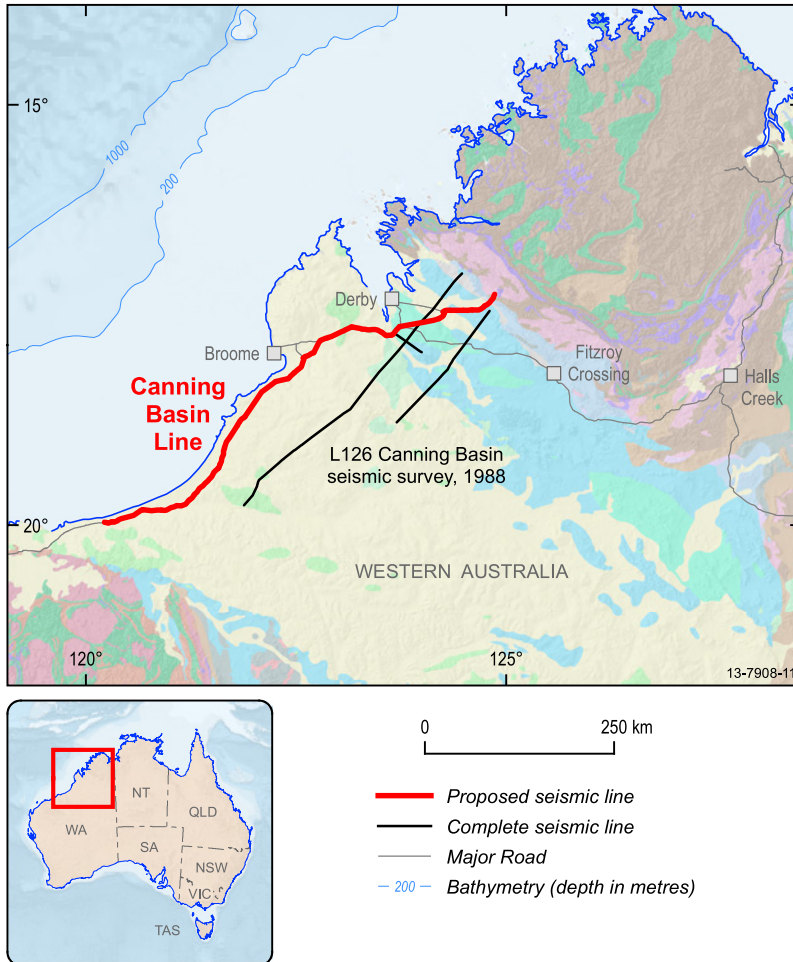 15°
1000
200
Derby
Broome
Fitzroy
Crossing
Halls
Creek
Canning
Basin
Line
L126 Canning Basin
seismic survey, 1988
20°
WESTERN AUSTRALIA
120°
125°
13-7908-11
NT
QLD
WA
SA
NSW
VIC
TAS
0
250 km
Proposed seismic line
Complete seismic line
Major Road
200
Bathymetry (depth in metres)